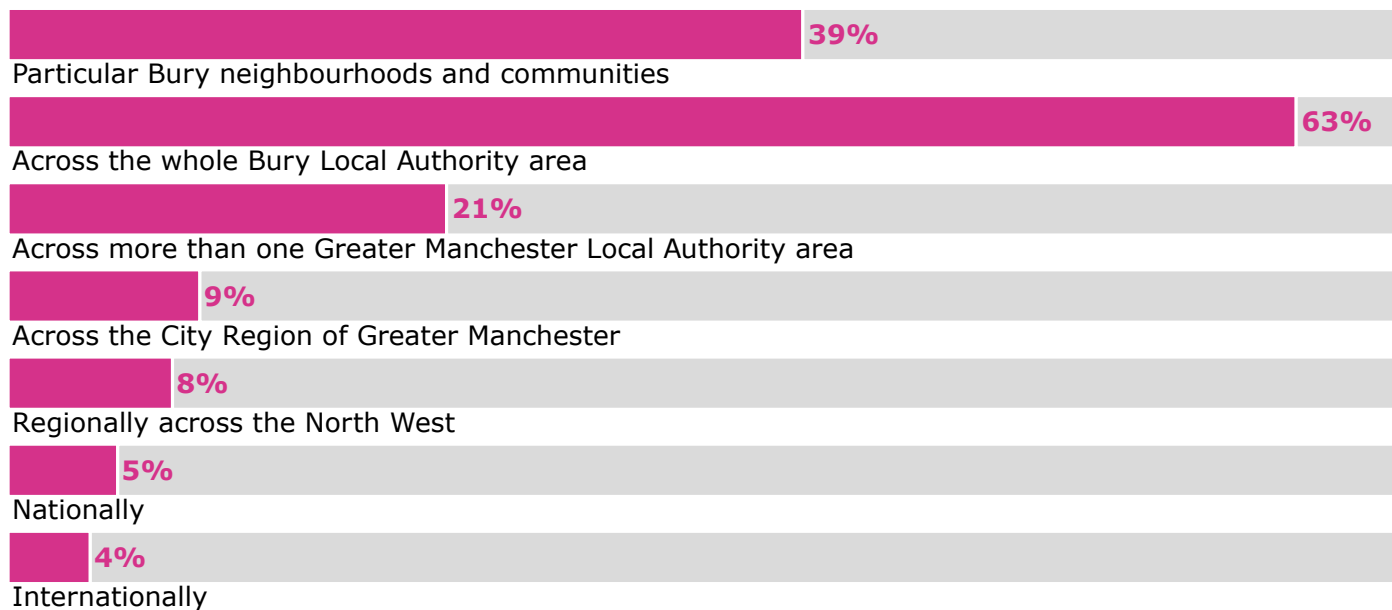 39%
Particular Bury neighbourhoods and communities
63%
Across the whole Bury Local Authority area
21%
Across more than one Greater Manchester Local Authority area
9%
Across the City Region of Greater Manchester
8%
Regionally across the North West
5%
Nationally
4%
Internationally